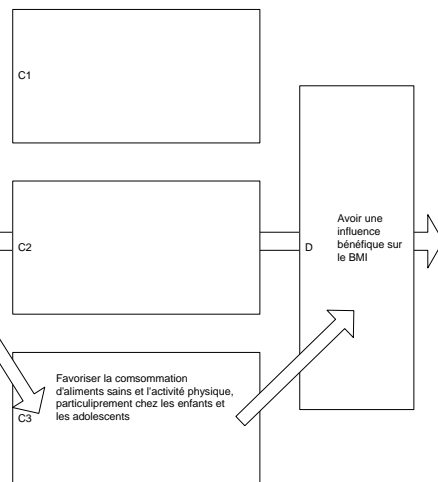 C1
C2
D
Avoir une
influence
bénéfique sur
le BMI
Favoriser la comsommation
d'aliments sains et l'activité physique,
particuliprement chez les enfants et
les adolescents
C3